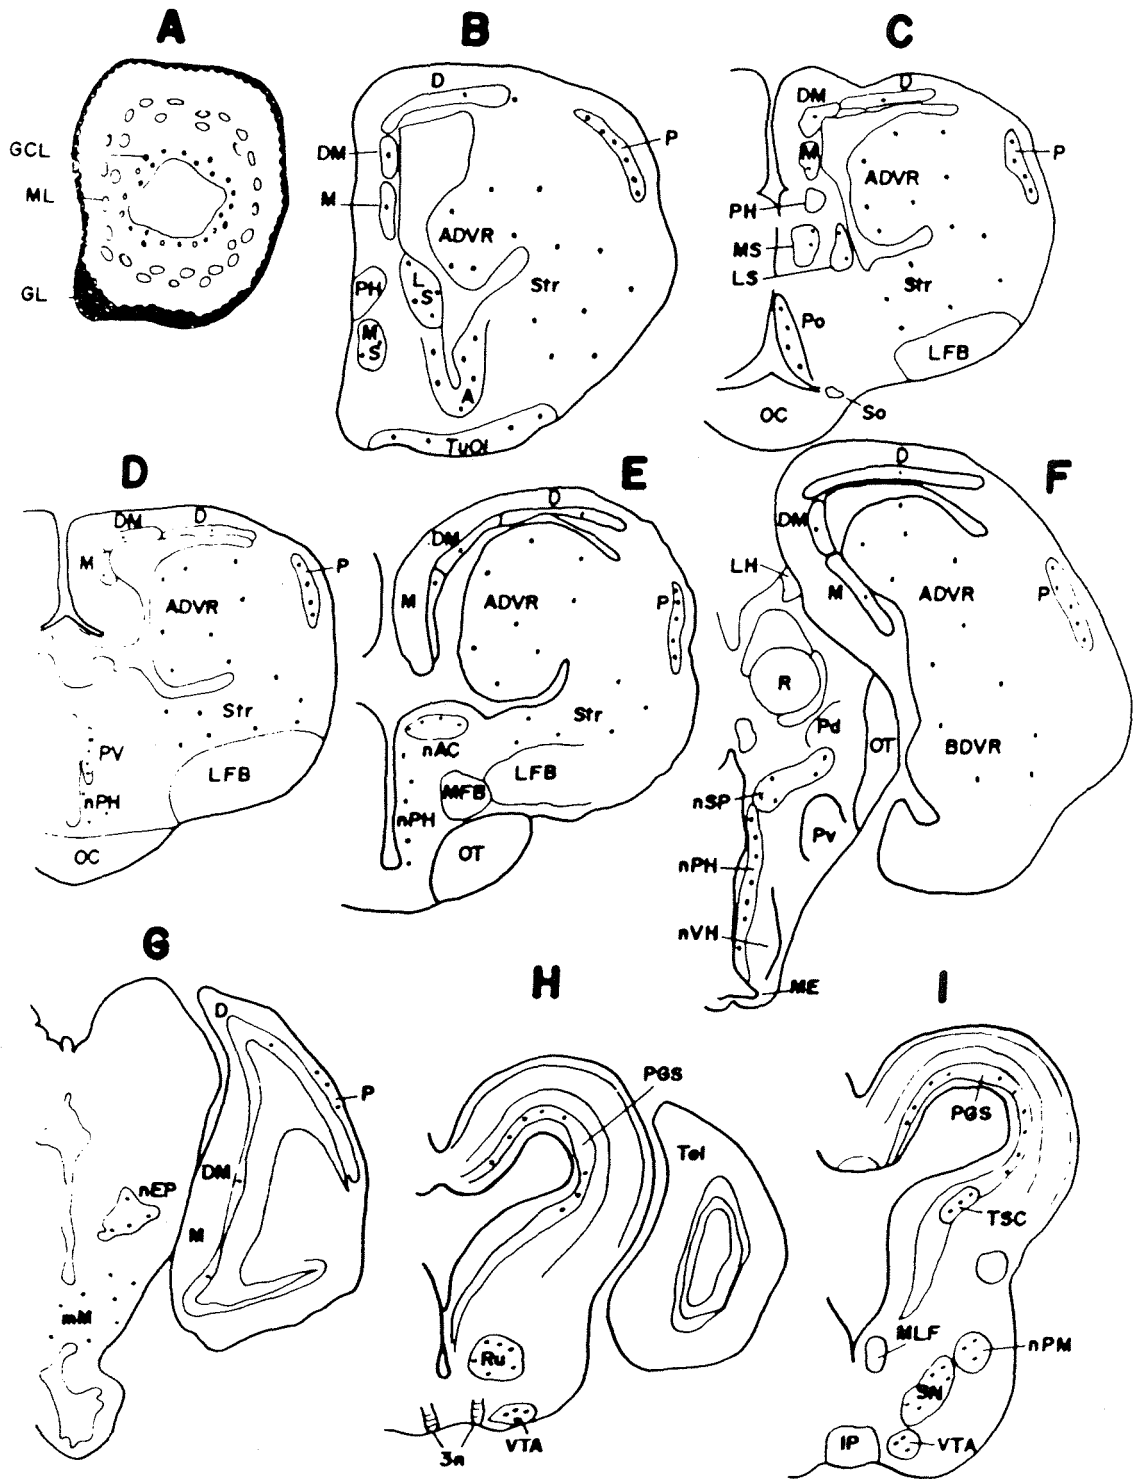 A
GCL
ML
GL
B
D
DM
M
P
ADVR
PH
L
S
Str
M
S
A
TuOl
C
DM
D
M
P
ADVR
PH
MS
LS
Str
Po
LFB
OC
So
D
DM
D
M
P
ADVR
Str
PV
LFB
nPH
OC
E
D
DM
M
ADVR
P
Str
nAC
LFB
MFB
nPH
OT
F
D
DM
LH
M
ADVR
P
R
Pd
OT
BDVR
nSP
Pv
nPH
nVH
ME
G
D
P
DM
nEP
M
mM
H
PGS
Tel
Ru
3n
VTA
I
PGS
TSC
MLF
nPM
SN
IP
VTA